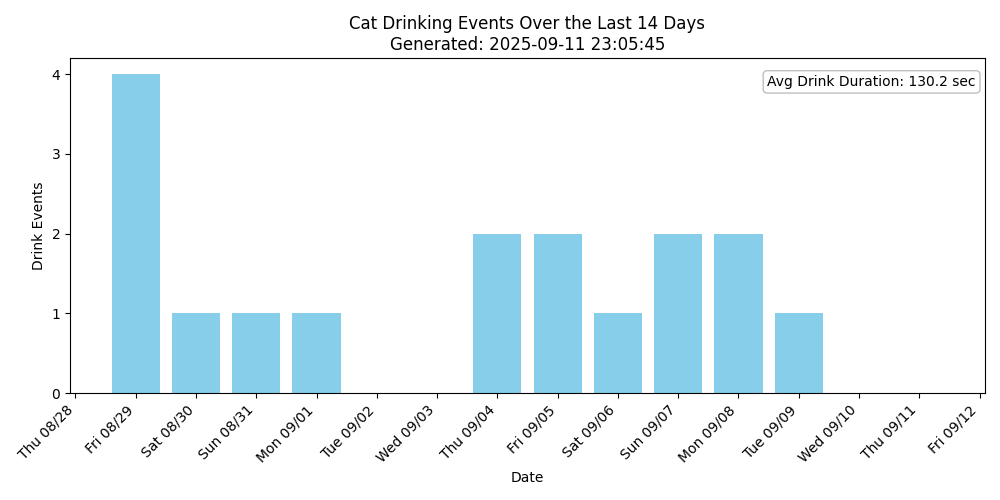 Cat Drinking Events Over the Last 14 Days
Generated: 2025-09-11 23:05:45
Avg Drink Duration: 130.2 sec
Drink Events
4
3
2
1
0
Thu 08/28
Fri 08/29
Sat 08/30
Sun 08/31
Mon 09/01
Tue 09/02
Wed 09/03
Thu 09/04
Fri 09/05
Sat 09/06
Sun 09/07
Mon 09/08
Tue 09/09
Wed 09/10
Thu 09/11
Fri 09/12
Date